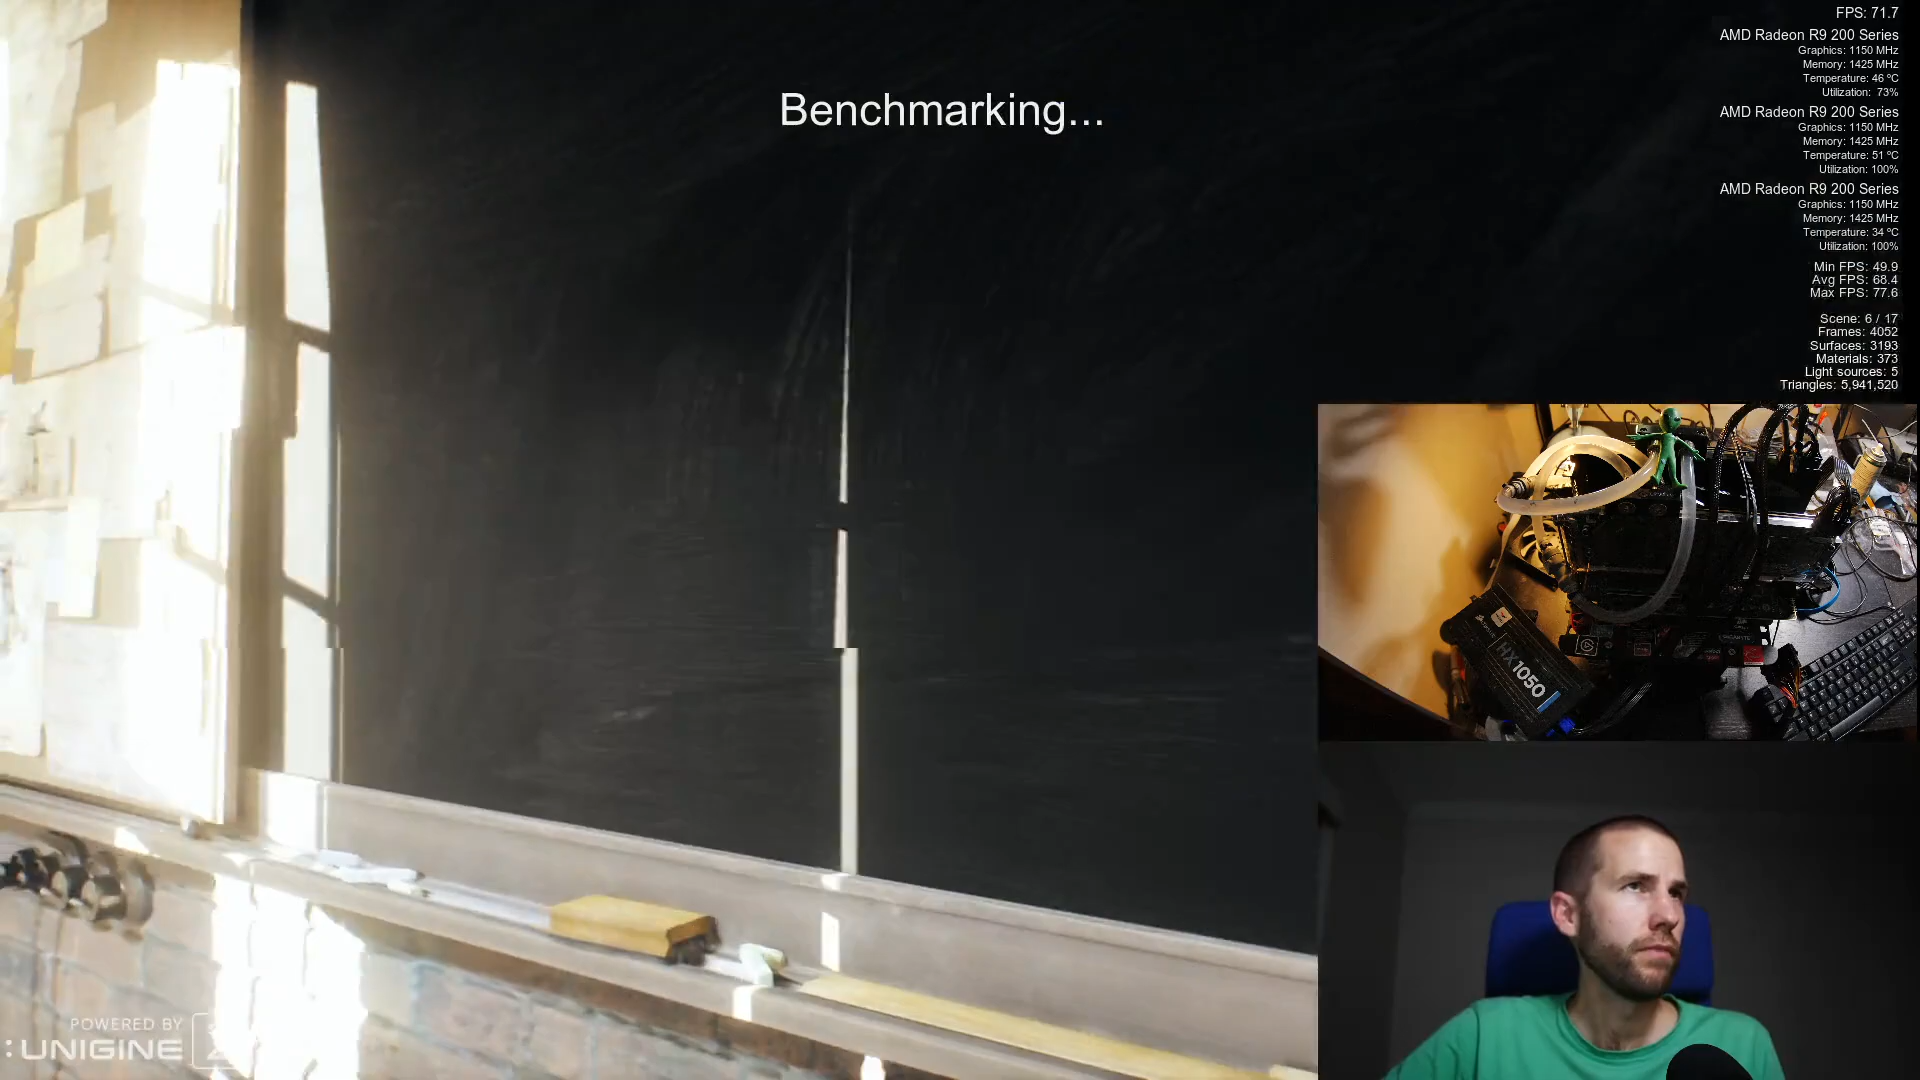 Benchmarking...
FPS: 71.7
AMD Radeon R9 200 Series
Graphics: 1150 MHz
Memory: 1425 MHz
Temperature: 46 ºC
Utilization: 73%
AMD Radeon R9 200 Series
Graphics: 1150 MHz
Memory: 1425 MHz
Temperature: 51 ºC
Utilization: 100%
AMD Radeon R9 200 Series
Graphics: 1150 MHz
Memory: 1425 MHz
Temperature: 34 ºC
Utilization: 100%
Min FPS: 49.9
Avg FPS: 68.4
Max FPS: 77.6
Scene: 6 / 17
Frames: 4052
Surfaces: 3193
Materials: 373
Light sources: 5
Triangles: 5,941,520
HX1050
POWERED BY
UNIGINE